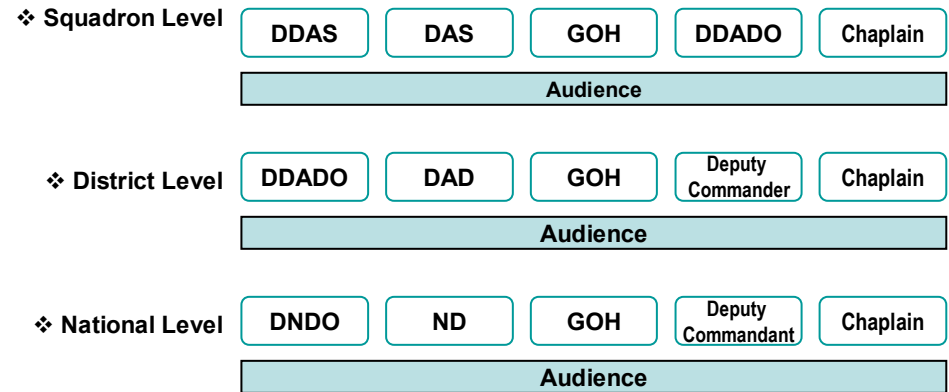 ❖ Squadron Level DDAS DAS GOH DDADO Chaplain
Audience
❖ District Level DDADO DAD GOH Deputy Commander Chaplain
Audience
❖ National Level DNDO ND GOH Deputy Commandant Chaplain
Audience